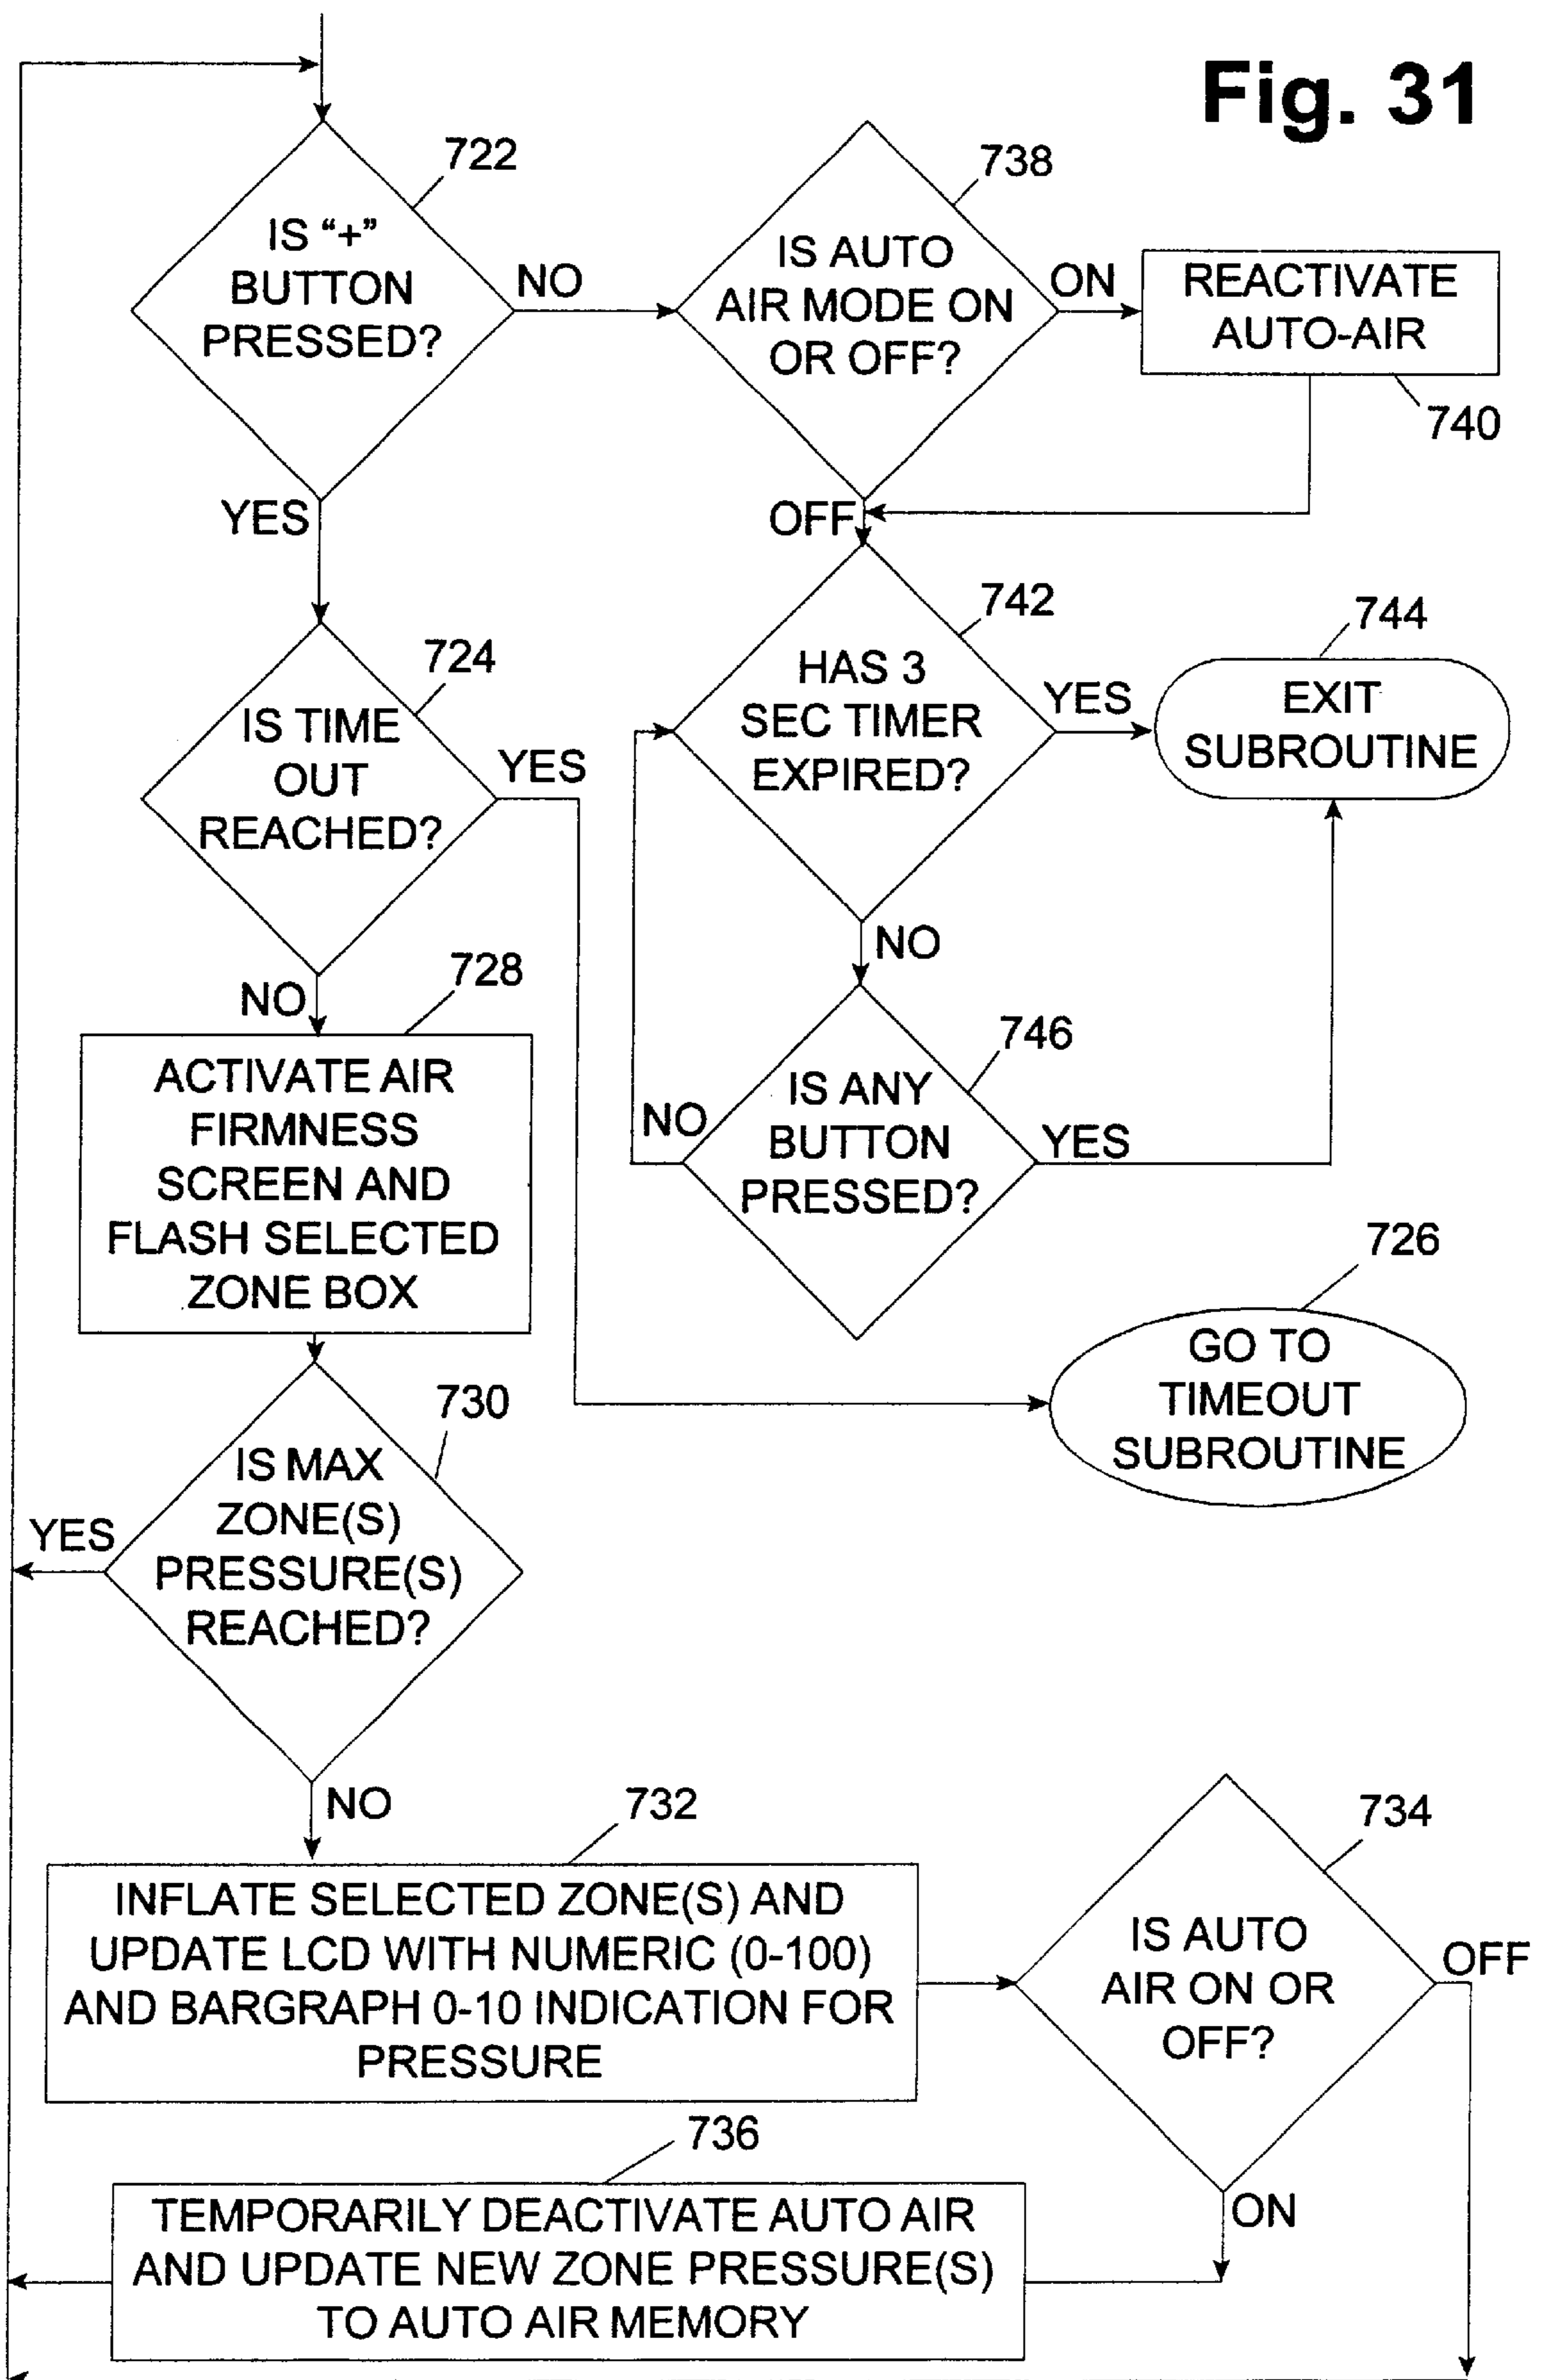 Fig. 31
722
IS “+”
BUTTON
PRESSED?
NO
YES
738
IS AUTO
AIR MODE ON
OR OFF?
ON
OFF
REACTIVATE
AUTO-AIR
740
724
IS TIME
OUT
REACHED?
YES
NO
742
HAS 3
SEC TIMER
EXPIRED?
YES
NO
744
EXIT
SUBROUTINE
728
ACTIVATE AIR
FIRMNESS
SCREEN AND
FLASH SELECTED
ZONE BOX
746
IS ANY
BUTTON
PRESSED?
NO
YES
726
GO TO
TIMEOUT
SUBROUTINE
730
IS MAX
ZONE(S)
PRESSURE(S)
REACHED?
YES
NO
732
INFLATE SELECTED ZONE(S) AND
UPDATE LCD WITH NUMERIC (0-100)
AND BARGRAPH 0-10 INDICATION FOR
PRESSURE
734
IS AUTO
AIR ON OR
OFF?
OFF
ON
736
TEMPORARILY DEACTIVATE AUTO AIR
AND UPDATE NEW ZONE PRESSURE(S)
TO AUTO AIR MEMORY